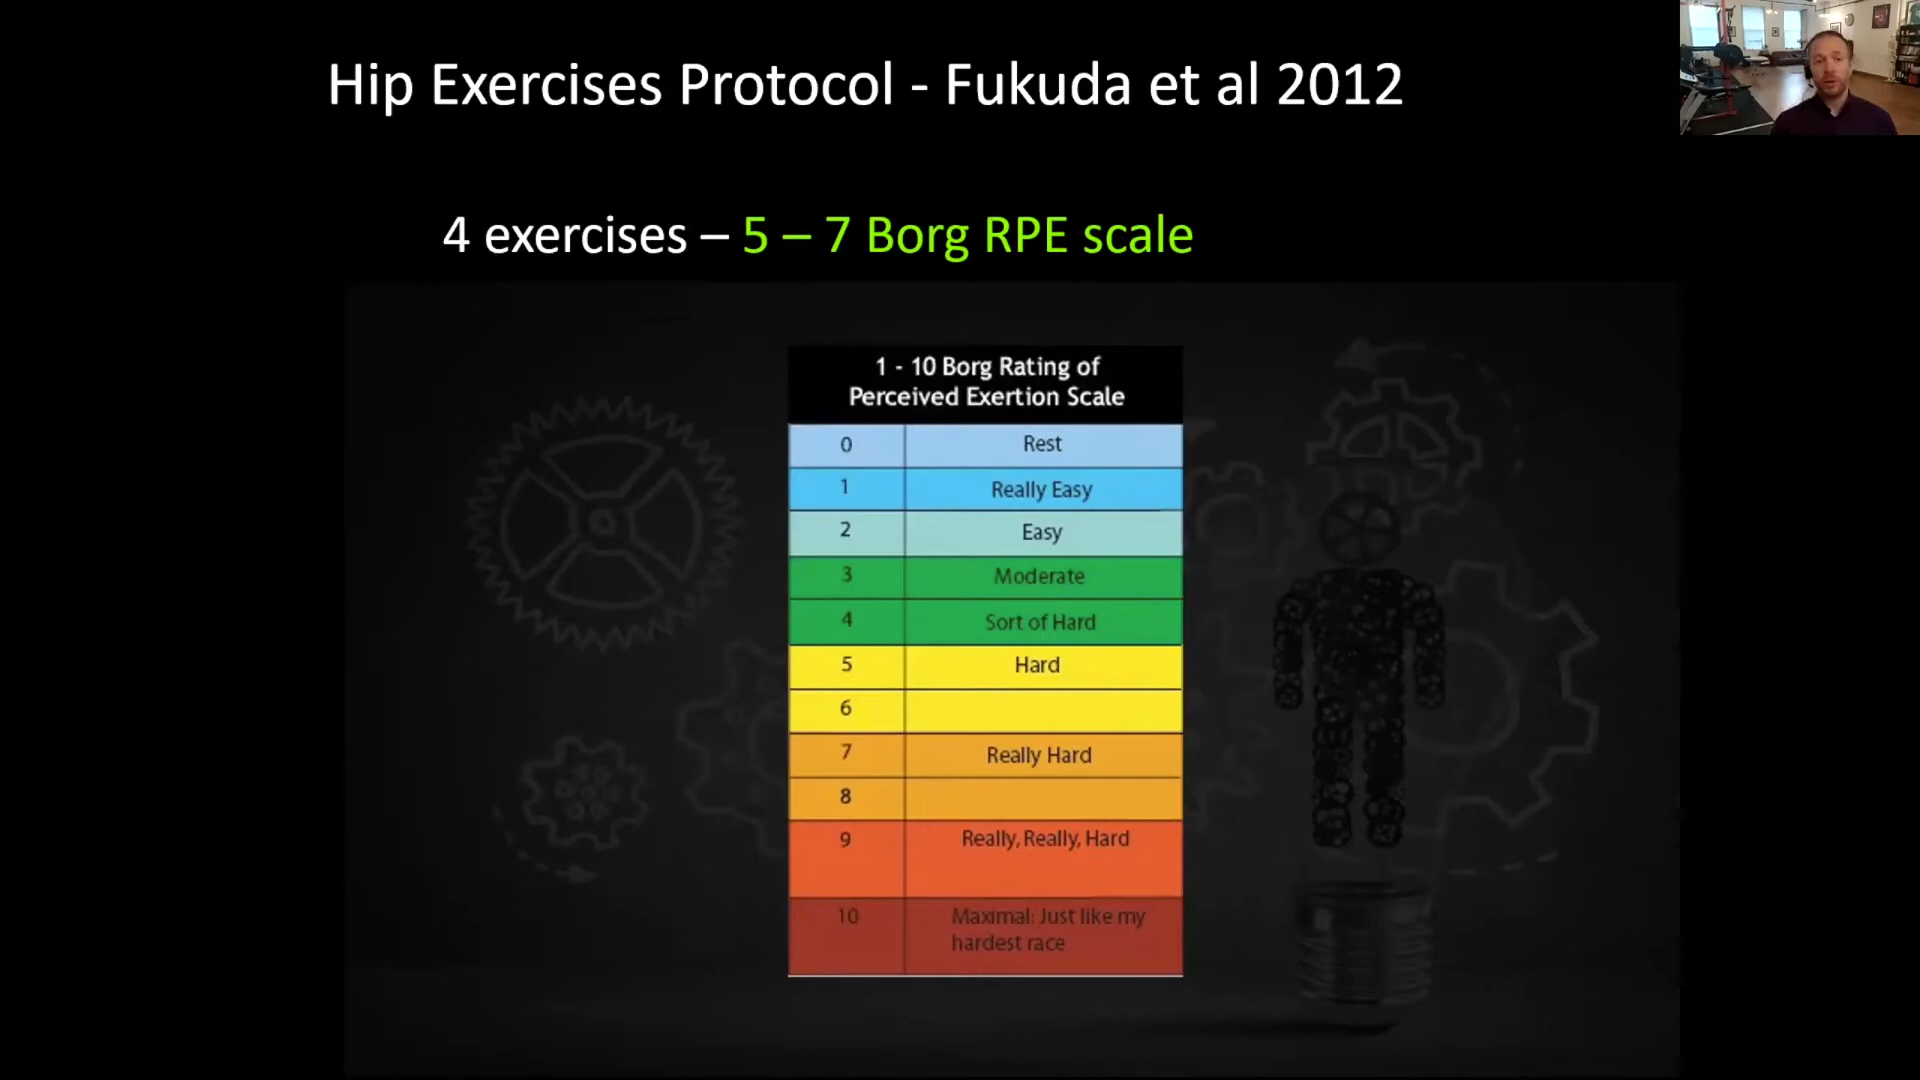 Hip Exercises Protocol - Fukuda et al 2012
4 exercises – 5 – 7 Borg RPE scale
1 - 10 Borg Rating of
Perceived Exertion Scale
0 Rest
1 Really Easy
2 Easy
3 Moderate
4 Sort of Hard
5 Hard
6
7 Really Hard
8
9 Really, Really, Hard
10 Maximal: Just like my
hardest race